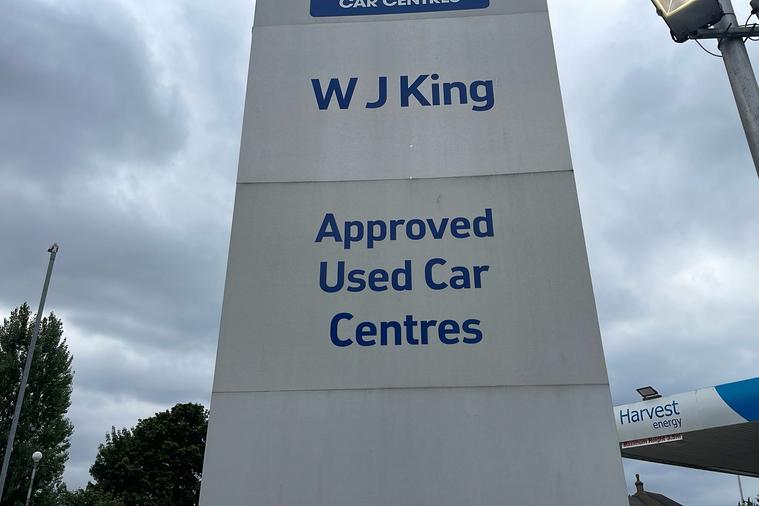 CAR CENTRES
W J King
Approved
Used Car
Centres
Harvest
energy